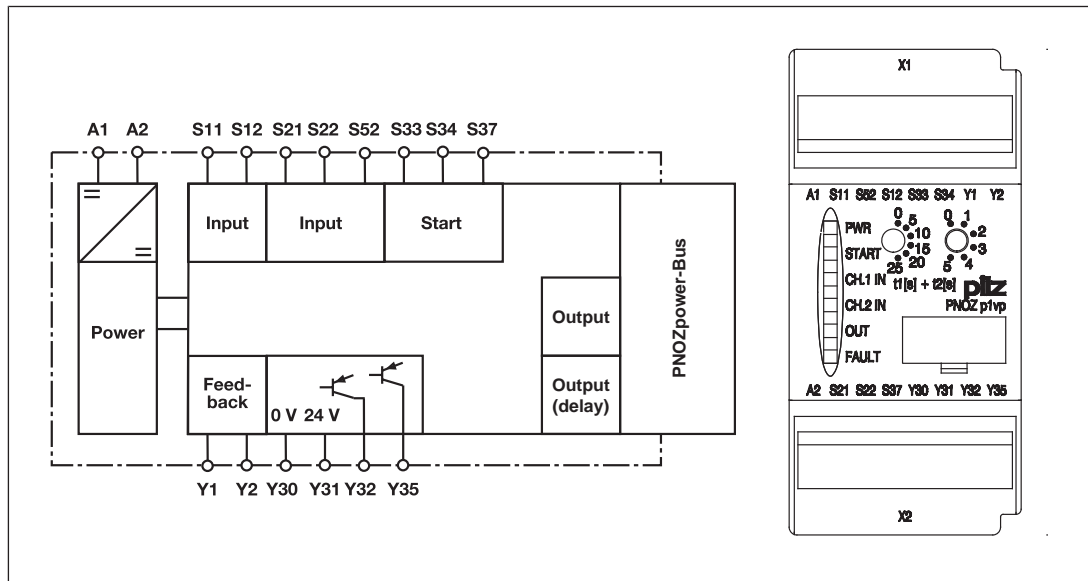 A1 A2 S11 S12 S21 S22 S52 S33 S34 S37
Input Input Start
Power
Output
Output
(delay)
PNOZpower-Bus
Feed-
back
0 V 24 V
Y1 Y2 Y30 Y31 Y32 Y35
X1
A1 S11 S52 S12 S33 S34 Y1 Y2
PWR
START
CH.1 IN
CH.2 IN
OUT
FAULT
0 5 10 15 20 25
0 1 2 3 4 5
t1[s] + t2[s]
pilz
PNOZ p1vp
A2 S21 S22 S37 Y30 Y31 Y32 Y35
X2